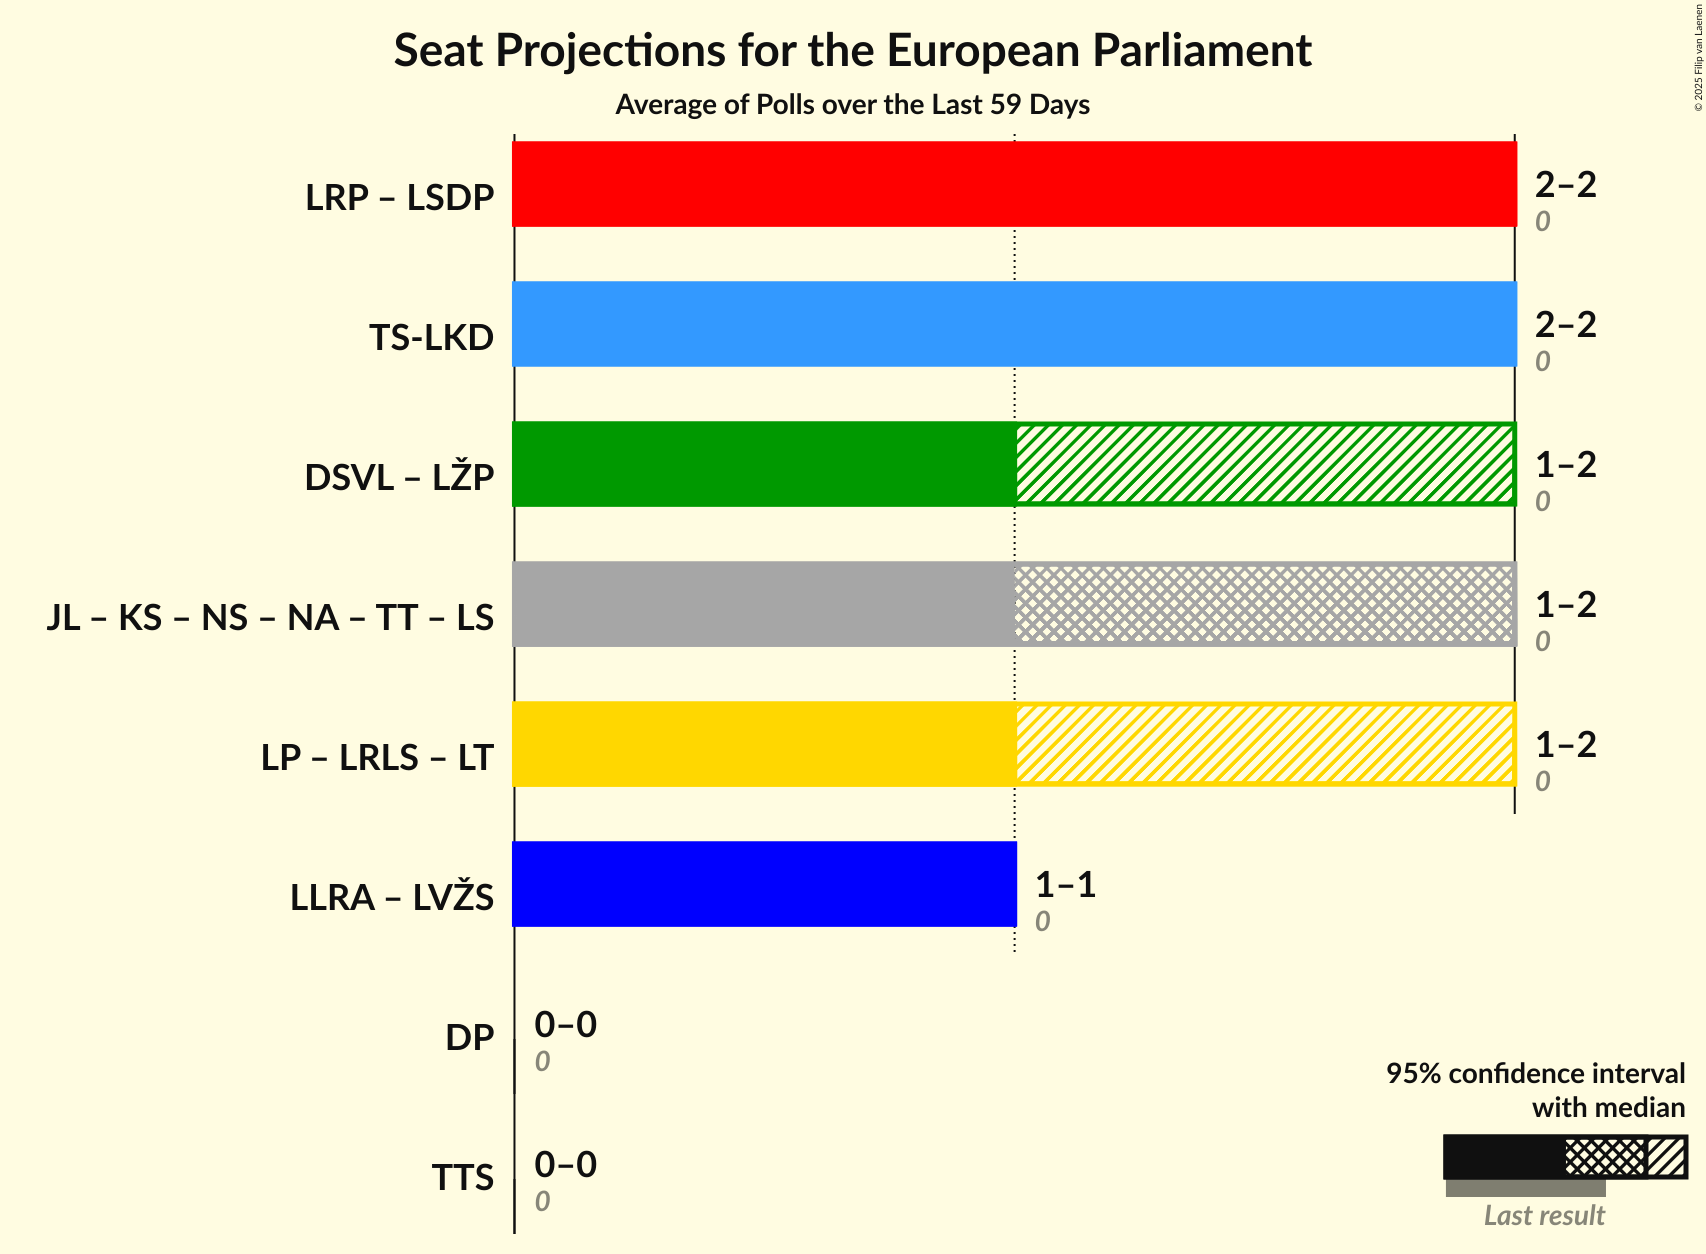 Seat Projections for the European Parliament
Average of Polls over the Last 59 Days
© 2025 Filip van Laenen
LRP – LSDP
2–2
0
TS-LKD
2–2
0
DSVL – LŽP
1–2
0
JL – KS – NS – NA – TT – LS
1–2
0
LP – LRLS – LT
1–2
0
LLRA – LVŽS
1–1
0
DP
0–0
0
TTS
0–0
0
95% confidence interval
with median
Last result